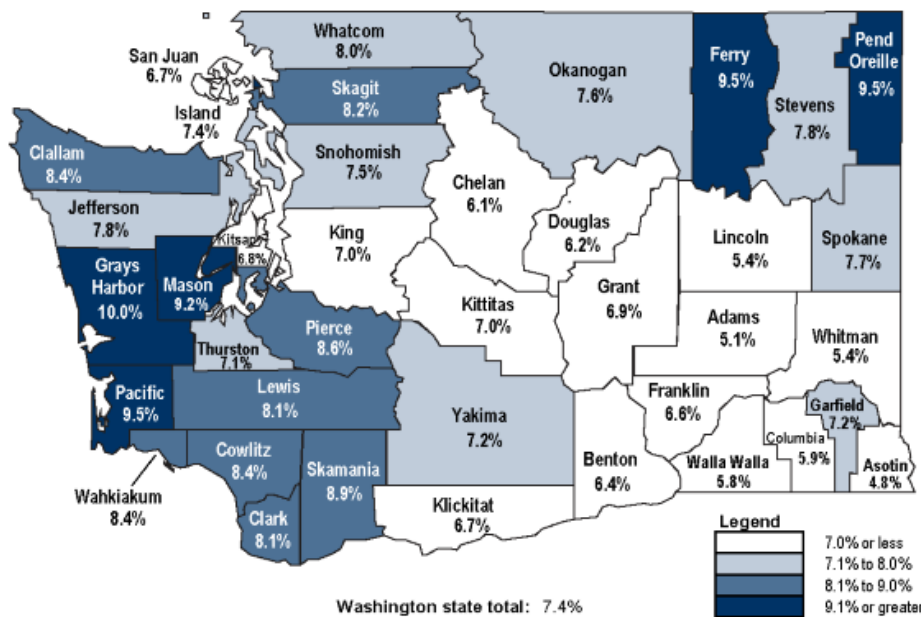 Whatcom
8.0%
San Juan
6.7%
Skagit
8.2%
Island
7.4%
Okanogan
7.6%
Ferry
9.5%
Pend
Oreille
9.5%
Stevens
7.8%
Clallam
8.4%
Snohomish
7.5%
Chelan
6.1%
Jefferson
7.8%
Kitsap
6.8%
King
7.0%
Douglas
6.2%
Lincoln
5.4%
Spokane
7.7%
Grays
Harbor
10.0%
Mason
9.2%
Kittitas
7.0%
Grant
6.9%
Adams
5.1%
Whitman
5.4%
Pierce
8.6%
Thurston
7.1%
Pacific
9.5%
Lewis
8.1%
Yakima
7.2%
Franklin
6.6%
Garfield
7.2%
Columbia
5.9%
Cowlitz
8.4%
Skamania
8.9%
Benton
6.4%
Walla Walla
5.8%
Asotin
4.8%
Wahkiakum
8.4%
Clark
8.1%
Klickitat
6.7%
Legend
7.0% or less
7.1% to 8.0%
8.1% to 9.0%
9.1% or greater
Washington state total: 7.4%